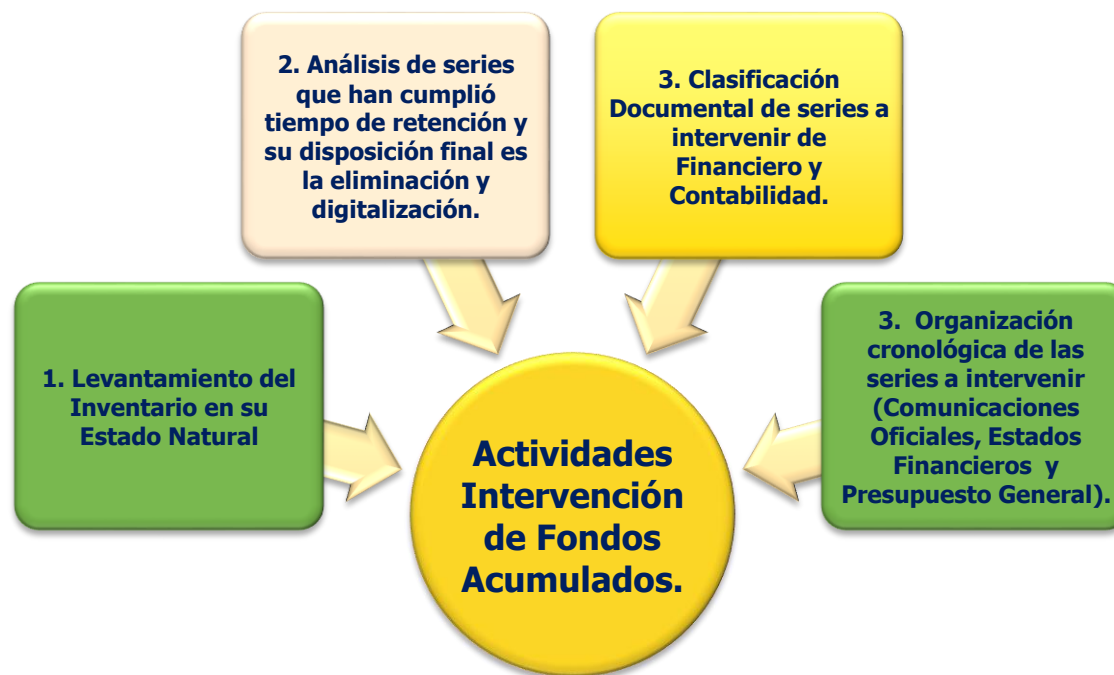 1. Levantamiento del
Inventario en su
Estado Natural
2. Análisis de series
que han cumplió
tiempo de retención y
su disposición final es
la eliminación y
digitalización.
3. Clasificación
Documental de series a
intervenir de
Financiero y
Contabilidad.
3. Organización
cronológica de las
series a intervenir
(Comunicaciones
Oficiales, Estados
Financieros y
Presupuesto General).
Actividades
Intervención
de Fondos
Acumulados.